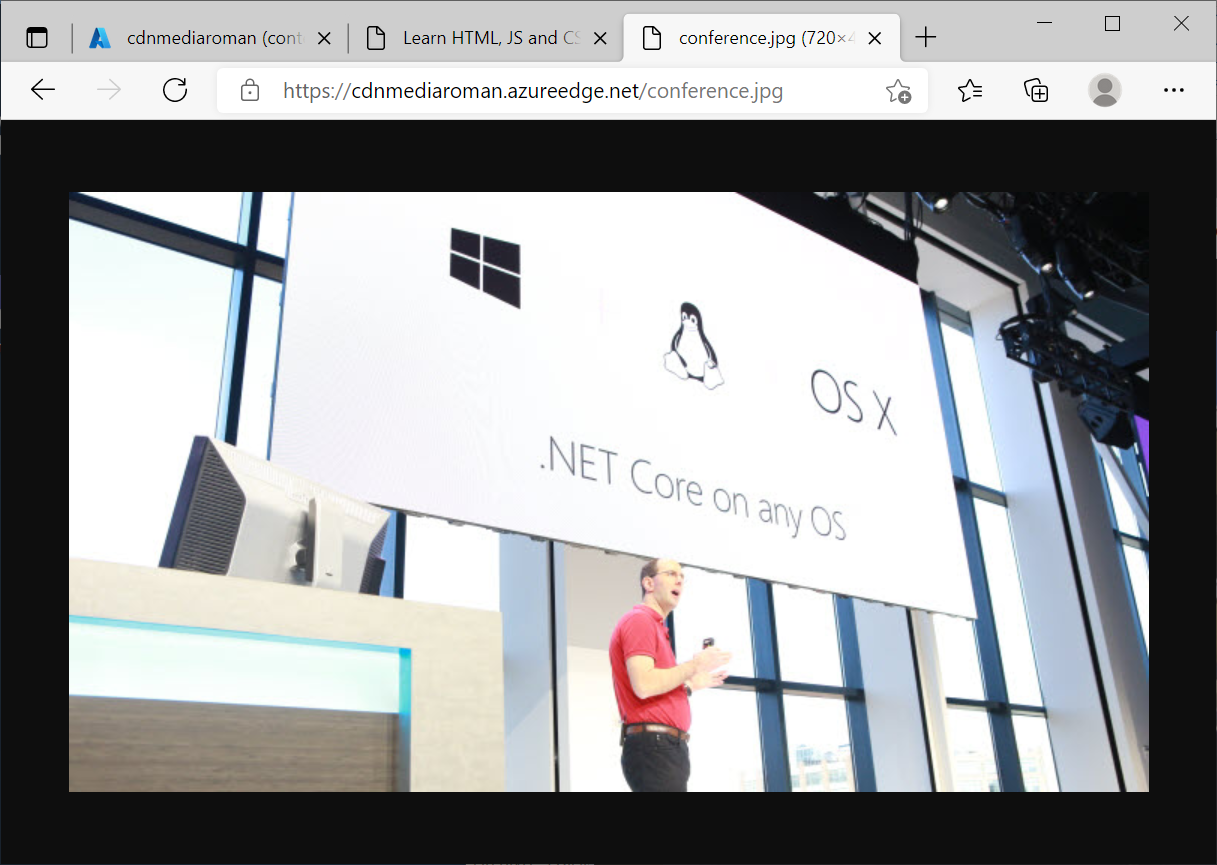 cdnmediaroman (cont
Learn HTML, JS and CS
conference.jpg (720×4
https://cdnmediaroman.azureedge.net/conference.jpg
OS X
.NET Core on any OS